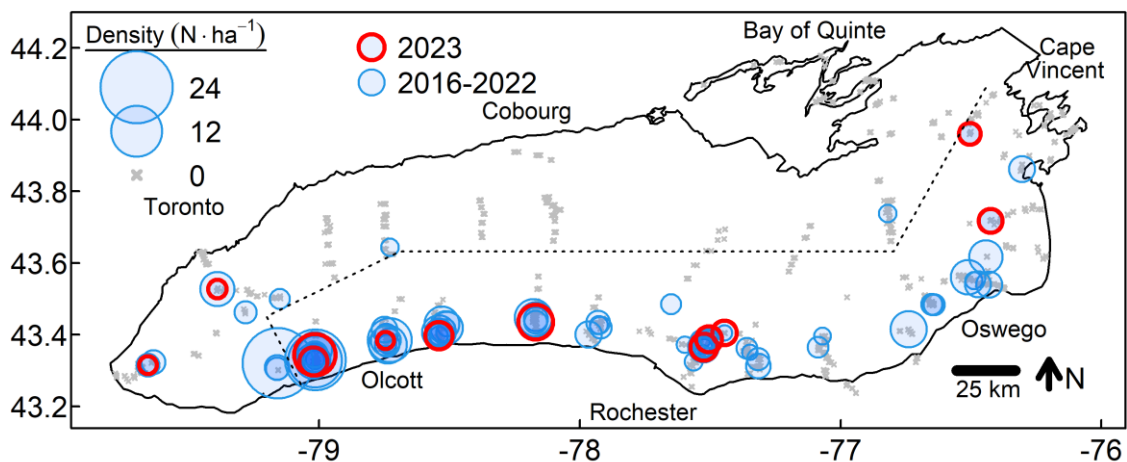 Density (N · ha⁻¹)
24
12
0
2023
2016-2022
Bay of Quinte
Cape
Vincent
Cobourg
Toronto
Olcott
Rochester
Oswego
25 km
N
44.2
44.0
43.8
43.6
43.4
43.2
-79
-78
-77
-76